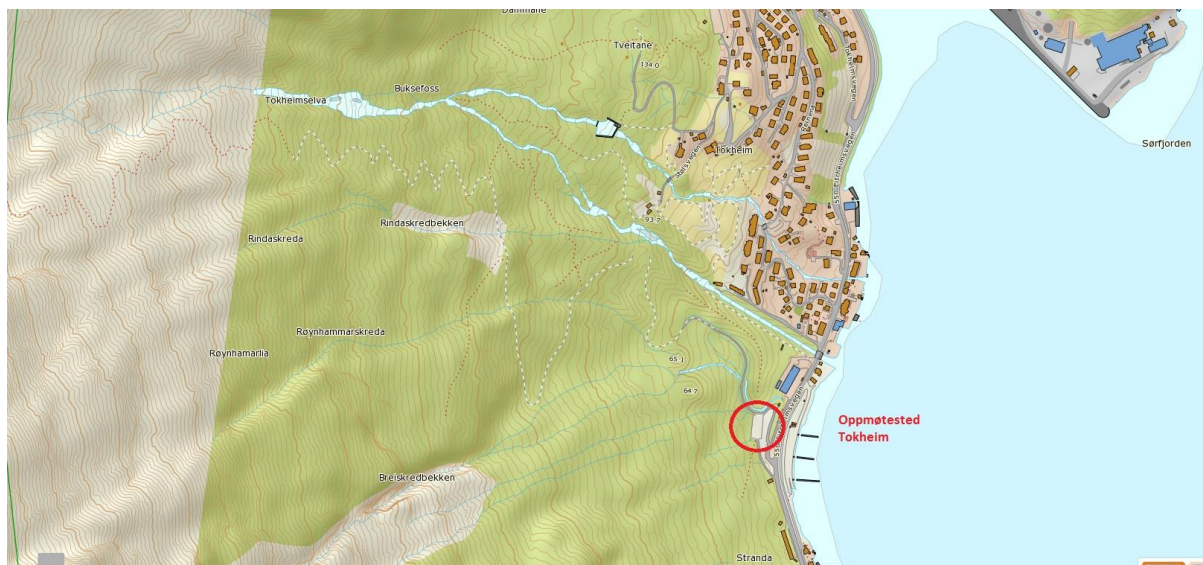 Dammane
Tveitane
134.0
Tokheimsvegen
Buksefoss
Tokheimselva
Tokheim
Sørfjorden
93.7
Rindaskredbekken
Rindaskreda
Røynhammarskreda
Røynhamarlia
65.1
64.7
Oppmøtested
Tokheim
Breiskredbekken
Stranda